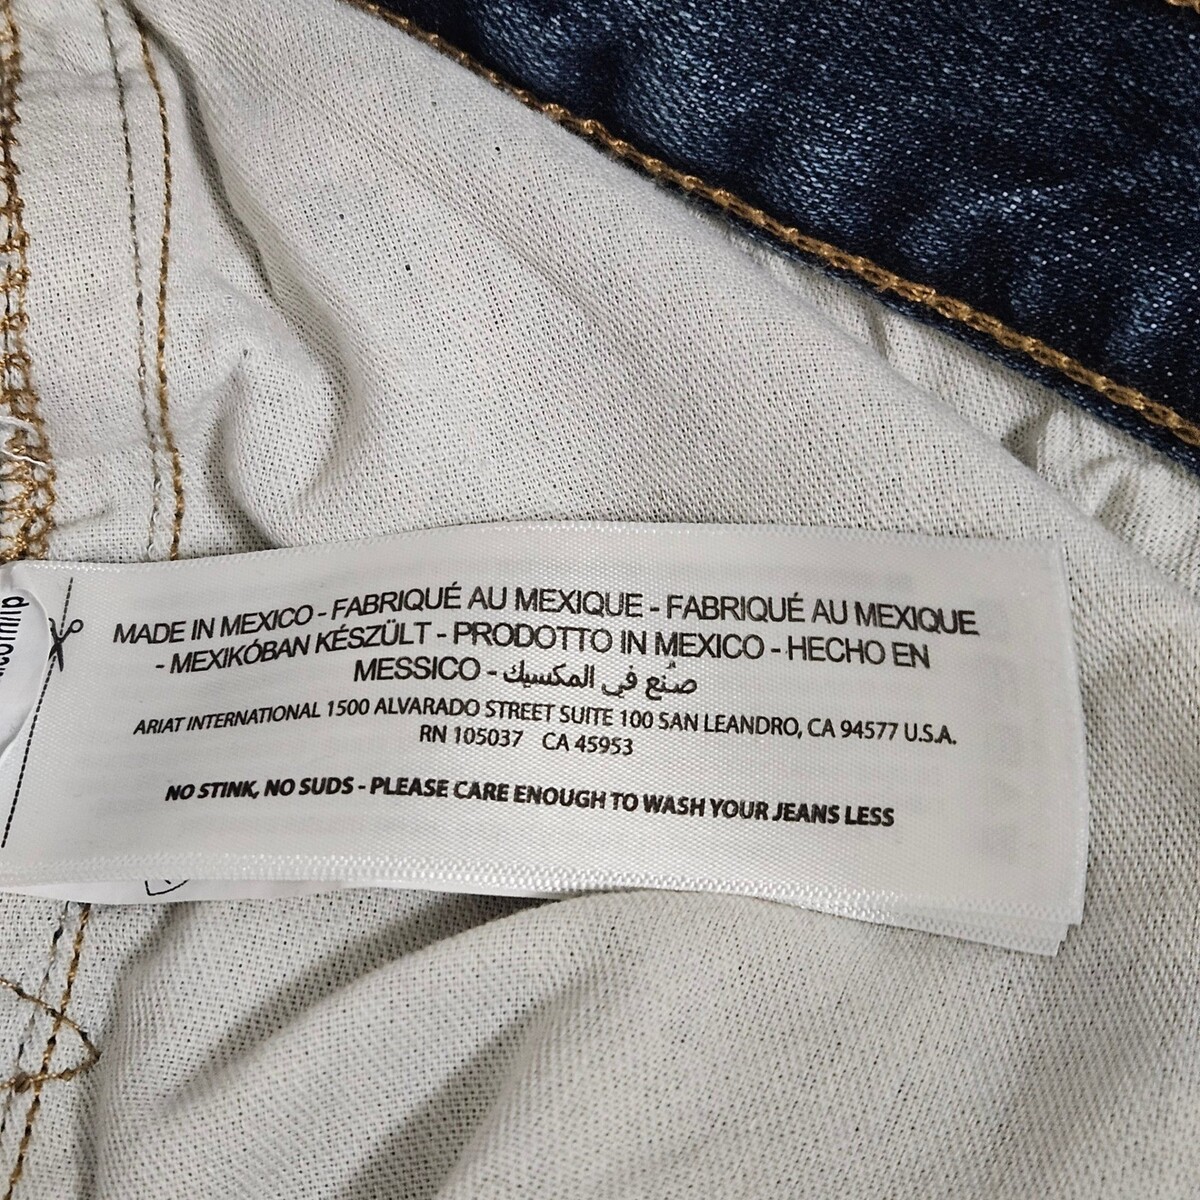 MADE IN MEXICO - FABRIQUÉ AU MEXIQUE - FABRIQUÉ AU MEXIQUE
- MEXIKÓBAN KÉSZÜLT - PRODOTTO IN MEXICO - HECHO EN
MESSICO - صُنع في المكسيك
ARIAT INTERNATIONAL 1500 ALVARADO STREET SUITE 100 SAN LEANDRO, CA 94577 U.S.A.
RN 105037 CA 45953
NO STINK, NO SUDS - PLEASE CARE ENOUGH TO WASH YOUR JEANS LESS